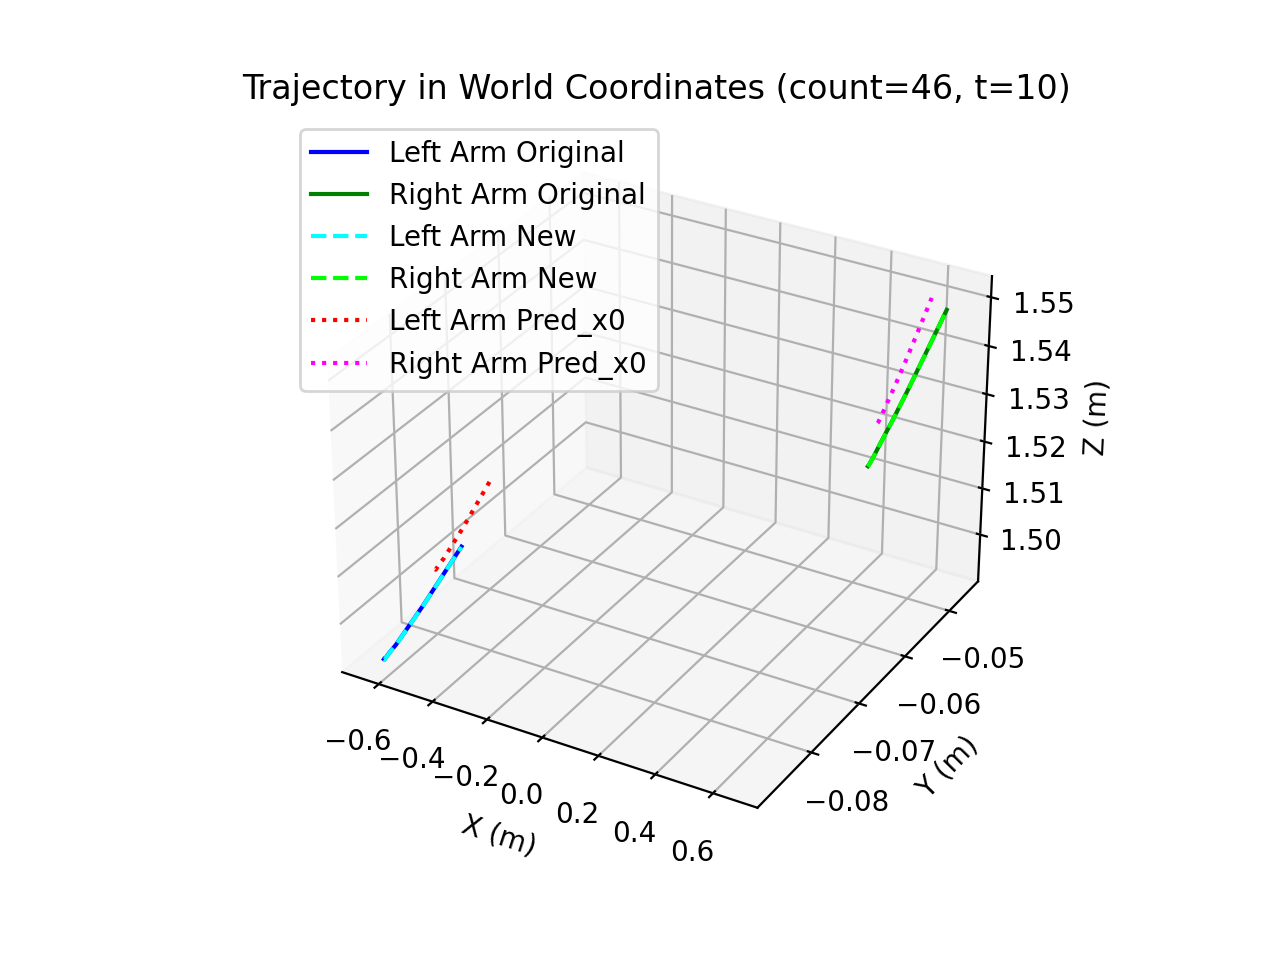 Trajectory in World Coordinates (count=46, t=10)
Left Arm Original
Right Arm Original
Left Arm New
Right Arm New
Left Arm Pred_x0
Right Arm Pred_x0
1.55
1.54
1.53
1.52
1.51
1.50
Z (m)
−0.05
−0.06
−0.07
−0.08
Y (m)
−0.6
−0.4
−0.2
0.0
0.2
0.4
0.6
X (m)